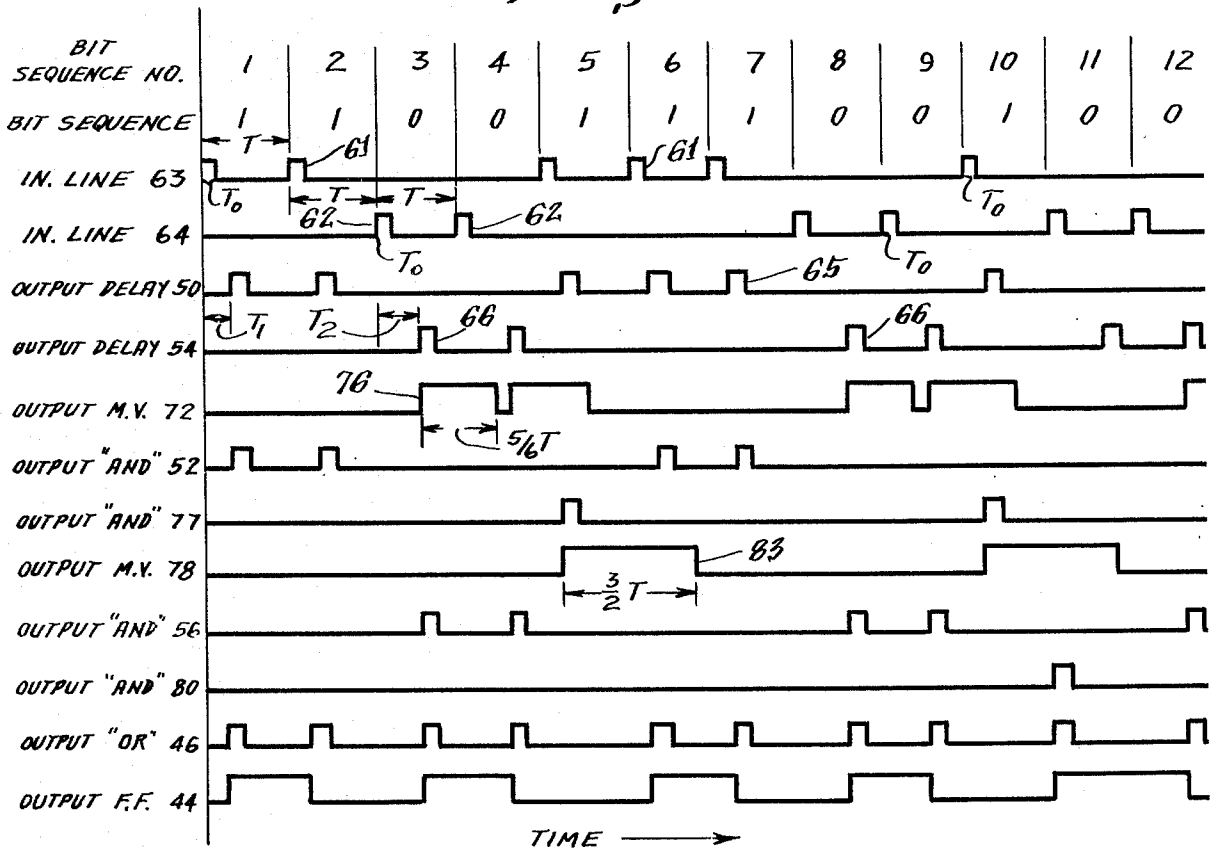 BIT
SEQUENCE NO. 1 2 3 4 5 6 7 8 9 10 11 12
BIT SEQUENCE 1 1 0 0 1 1 1 0 0 1 0 0
T 61 61
IN. LINE 63 T₀ T T T₀
62 62
IN. LINE 64 T₀ T₀
OUTPUT DELAY 50 65
T₁ T₂ 66 66
OUTPUT DELAY 54
76
OUTPUT M.V. 72
5/6T
OUTPUT "AND" 52
OUTPUT "AND" 77
83
OUTPUT M.V. 78
3/2 T
OUTPUT "AND" 56
OUTPUT "AND" 80
OUTPUT "OR" 46
OUTPUT F.F. 44
TIME